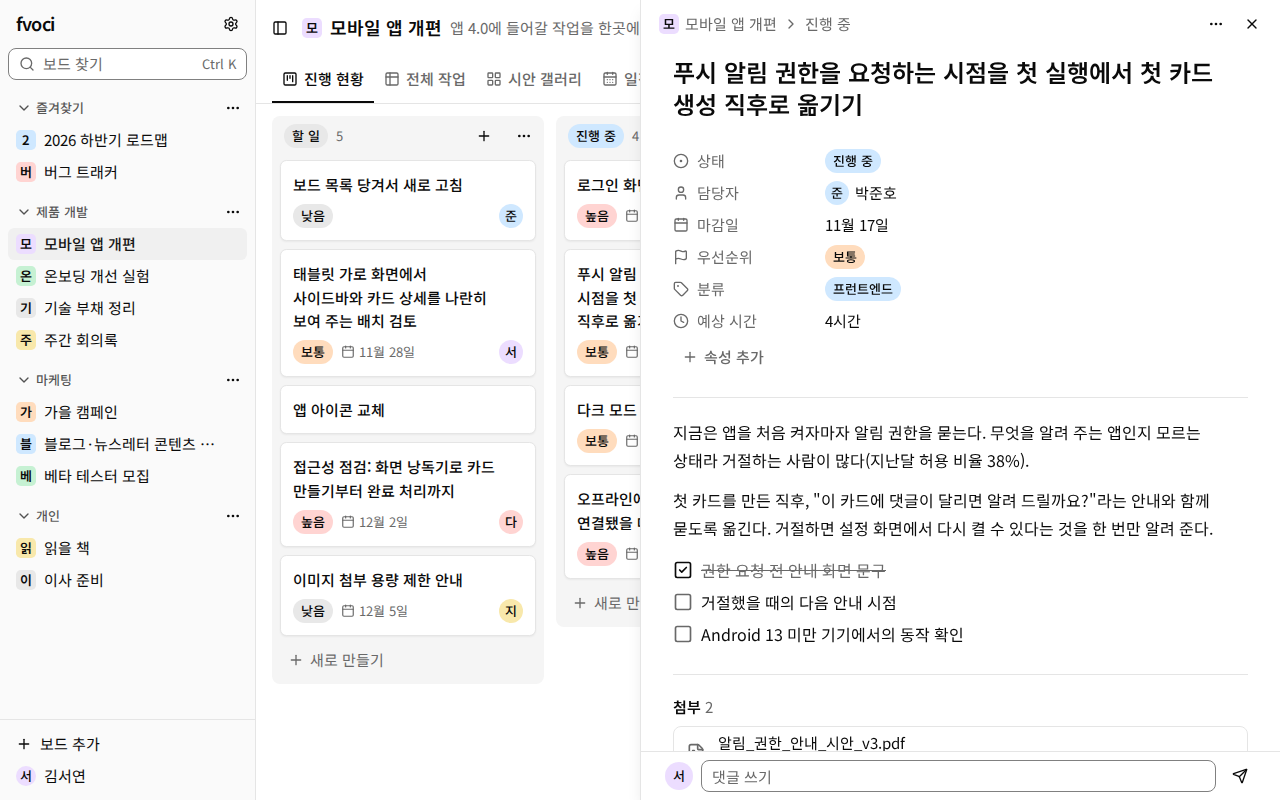 fvoci
보드 찾기 Ctrl K
즐겨찾기
2 2026 하반기 로드맵
버 버그 트래커
제품 개발
모 모바일 앱 개편
온 온보딩 개선 실험
기 기술 부채 정리
주 주간 회의록
마케팅
가 가을 캠페인
블 블로그·뉴스레터 콘텐츠 …
베 베타 테스터 모집
개인
읽 읽을 책
이 이사 준비
보드 추가
서 김서연
모 모바일 앱 개편 앱 4.0에 들어갈 작업을 한곳에
진행 현황 전체 작업 시안 갤러리
할 일 5
보드 목록 당겨서 새로 고침
낮음 준
태블릿 가로 화면에서
사이드바와 카드 상세를 나란히
보여 주는 배치 검토
보통 11월 28일 서
앱 아이콘 교체
접근성 점검: 화면 낭독기로 카드
만들기부터 완료 처리까지
높음 12월 2일 다
이미지 첨부 용량 제한 안내
낮음 12월 5일 지
새로 만들기
진행 중 4
로그인 화
높음
푸시 알림
시점을 첫
직후로 옮
보통
다크 모드
보통
오프라인에
연결됐을
높음
새로 만
모 모바일 앱 개편 진행 중
푸시 알림 권한을 요청하는 시점을 첫 실행에서 첫 카드
생성 직후로 옮기기
상태 진행 중
담당자 준 박준호
마감일 11월 17일
우선순위 보통
분류 프런트엔드
예상 시간 4시간
속성 추가
지금은 앱을 처음 켜자마자 알림 권한을 묻는다. 무엇을 알려 주는 앱인지 모르는
상태라 거절하는 사람이 많다(지난달 허용 비율 38%).
첫 카드를 만든 직후, "이 카드에 댓글이 달리면 알려 드릴까요?"라는 안내와 함께
묻도록 옮긴다. 거절하면 설정 화면에서 다시 켤 수 있다는 것을 한 번만 알려 준다.
권한 요청 전 안내 화면 문구
거절했을 때의 다음 안내 시점
Android 13 미만 기기에서의 동작 확인
첨부 2
알림_권한_안내_시안_v3.pdf
서 댓글 쓰기